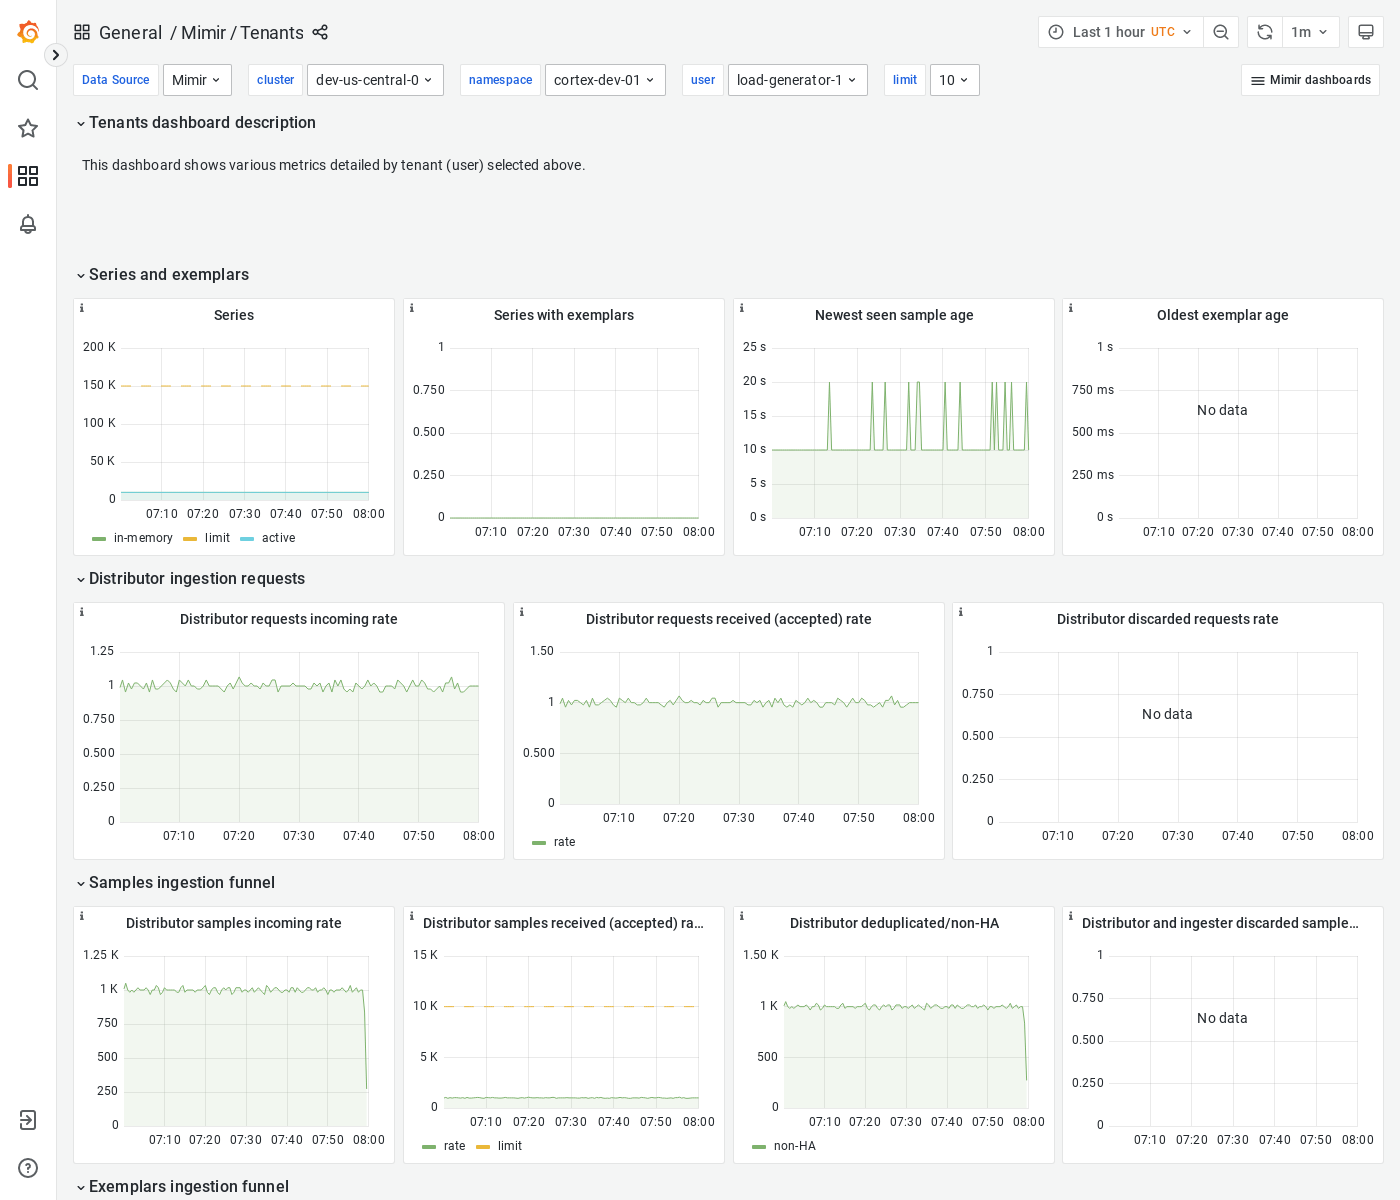 General / Mimir / Tenants
Last 1 hour UTC
1m
Data Source Mimir cluster dev-us-central-0 namespace cortex-dev-01 user load-generator-1 limit 10 Mimir dashboards
Tenants dashboard description
This dashboard shows various metrics detailed by tenant (user) selected above.
Series and exemplars
Series
200 K
150 K
100 K
50 K
0
07:10 07:20 07:30 07:40 07:50 08:00
in-memory limit active
Series with exemplars
1
0.750
0.500
0.250
0
07:10 07:20 07:30 07:40 07:50 08:00
Newest seen sample age
25 s
20 s
15 s
10 s
5 s
0 s
07:10 07:20 07:30 07:40 07:50 08:00
Oldest exemplar age
1 s
750 ms
500 ms
250 ms
0 s
No data
07:10 07:20 07:30 07:40 07:50 08:00
Distributor ingestion requests
Distributor requests incoming rate
1.25
1
0.750
0.500
0.250
0
07:10 07:20 07:30 07:40 07:50 08:00
Distributor requests received (accepted) rate
1.50
1
0.500
0
07:10 07:20 07:30 07:40 07:50 08:00
rate
Distributor discarded requests rate
1
0.750
0.500
0.250
0
No data
07:10 07:20 07:30 07:40 07:50 08:00
Samples ingestion funnel
Distributor samples incoming rate
1.25 K
1 K
750
500
250
0
07:10 07:20 07:30 07:40 07:50 08:00
Distributor samples received (accepted) ra…
15 K
10 K
5 K
0
07:10 07:20 07:30 07:40 07:50 08:00
rate limit
Distributor deduplicated/non-HA
1.50 K
1 K
500
0
07:10 07:20 07:30 07:40 07:50 08:00
non-HA
Distributor and ingester discarded sample…
1
0.750
0.500
0.250
0
No data
07:10 07:20 07:30 07:40 07:50 08:00
Exemplars ingestion funnel